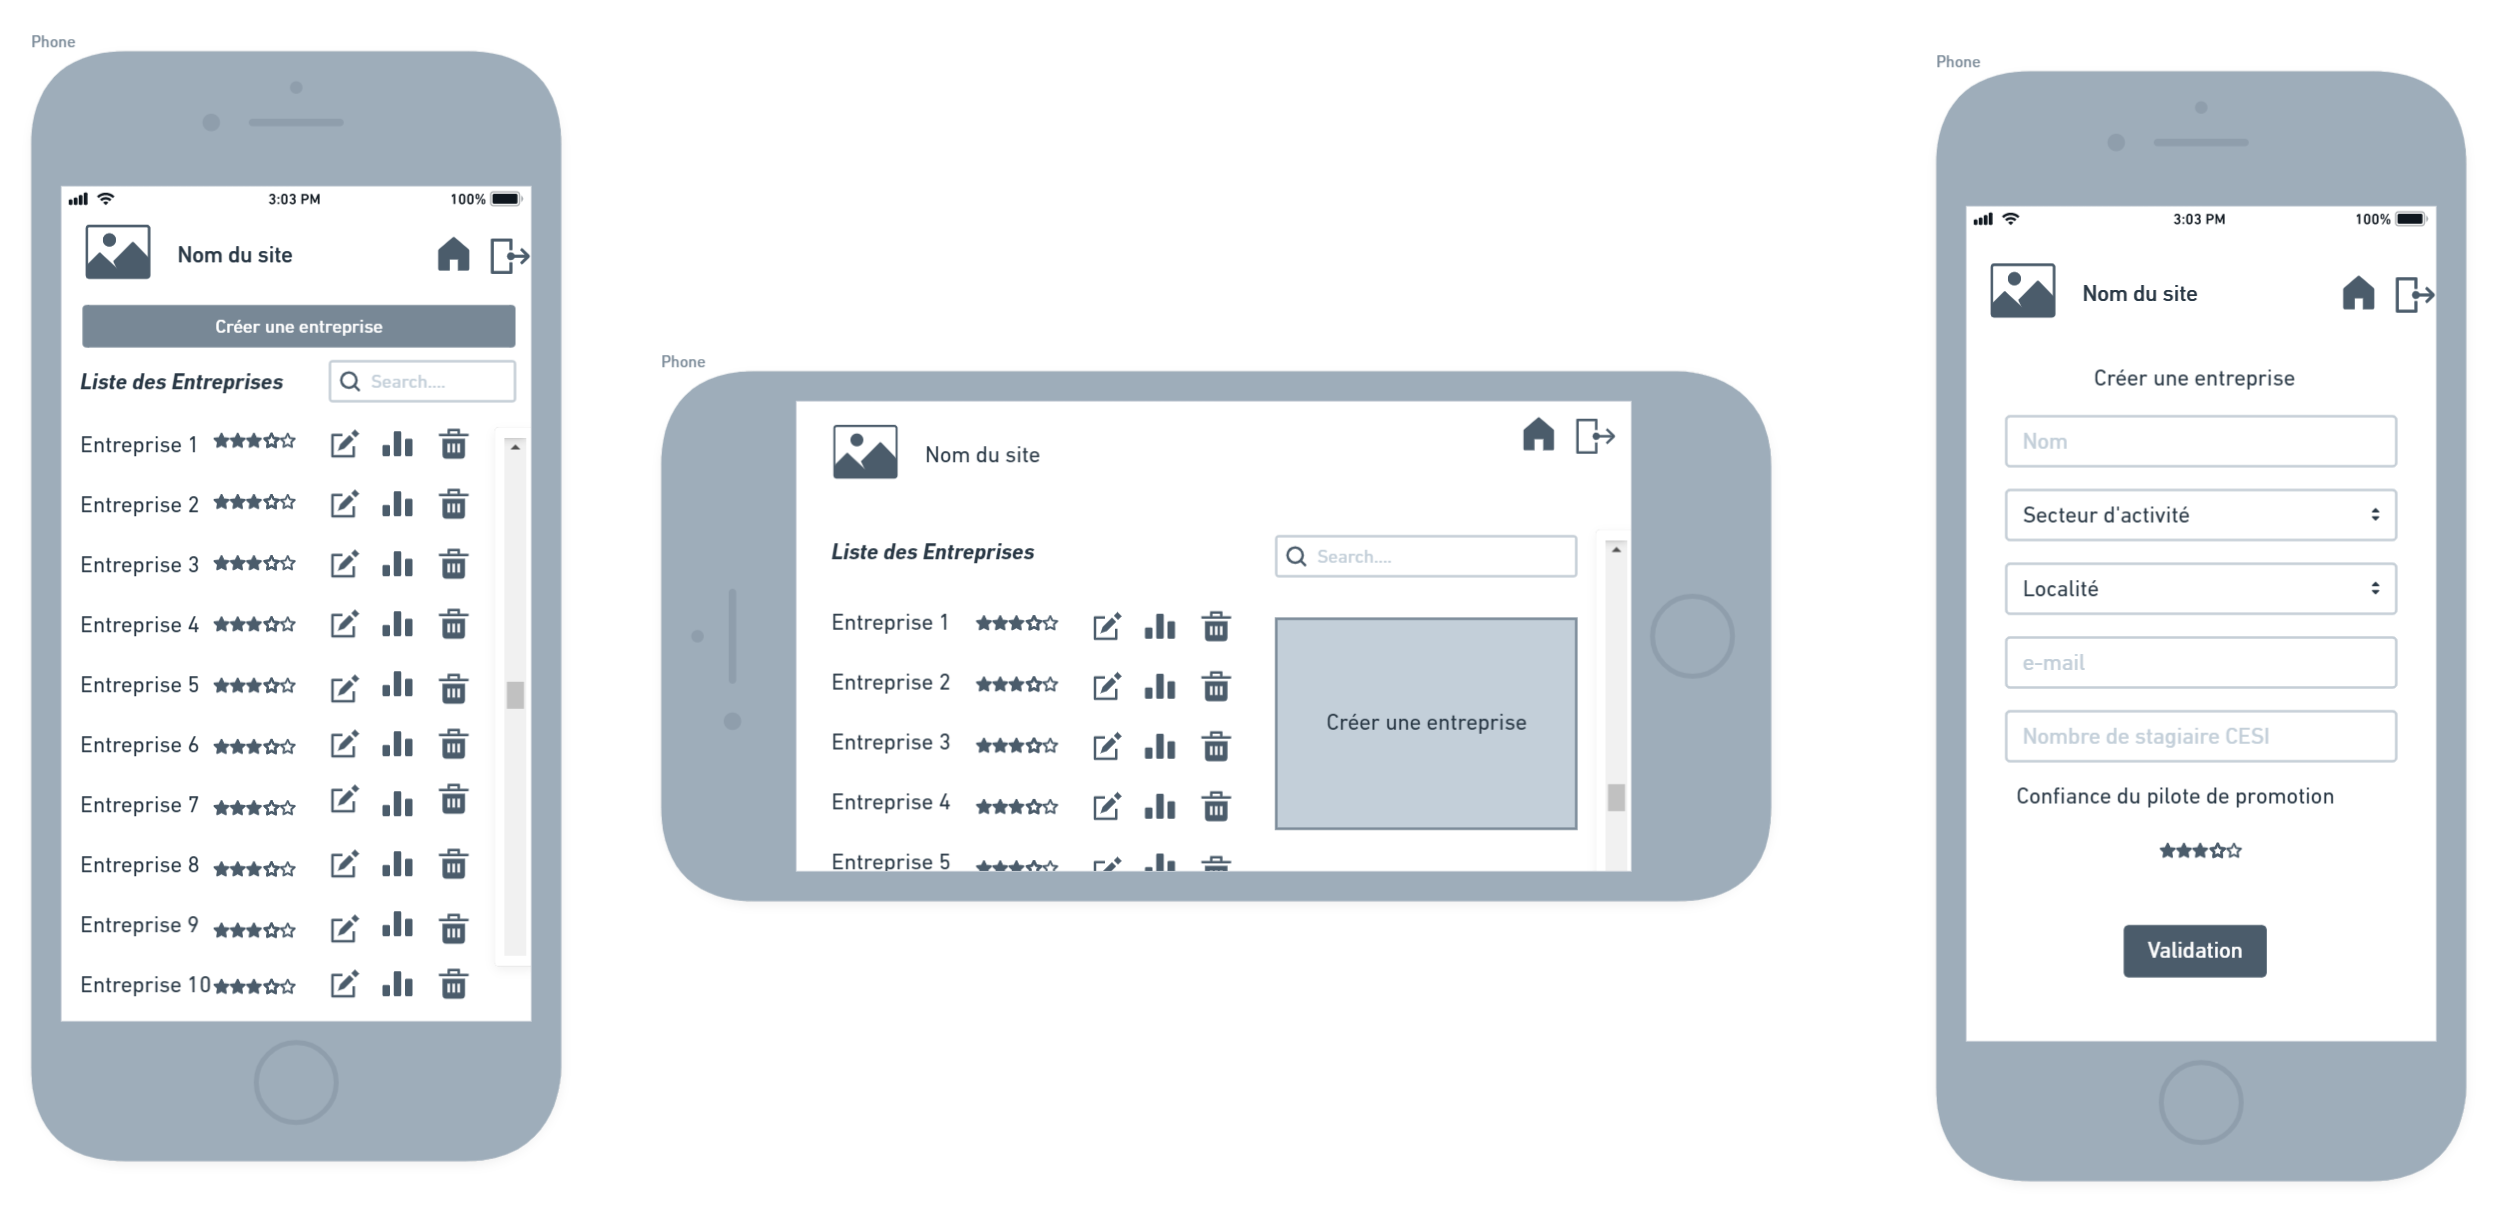 Phone
3:03 PM 100%
Nom du site
Créer une entreprise
Liste des Entreprises Search....
Entreprise 1
Entreprise 2
Entreprise 3
Entreprise 4
Entreprise 5
Entreprise 6
Entreprise 7
Entreprise 8
Entreprise 9
Entreprise 10
Phone
Nom du site
Liste des Entreprises Search....
Entreprise 1
Entreprise 2
Entreprise 3
Entreprise 4
Entreprise 5
Créer une entreprise
Phone
3:03 PM 100%
Nom du site
Créer une entreprise
Nom
Secteur d'activité
Localité
e-mail
Nombre de stagiaire CESI
Confiance du pilote de promotion
Validation